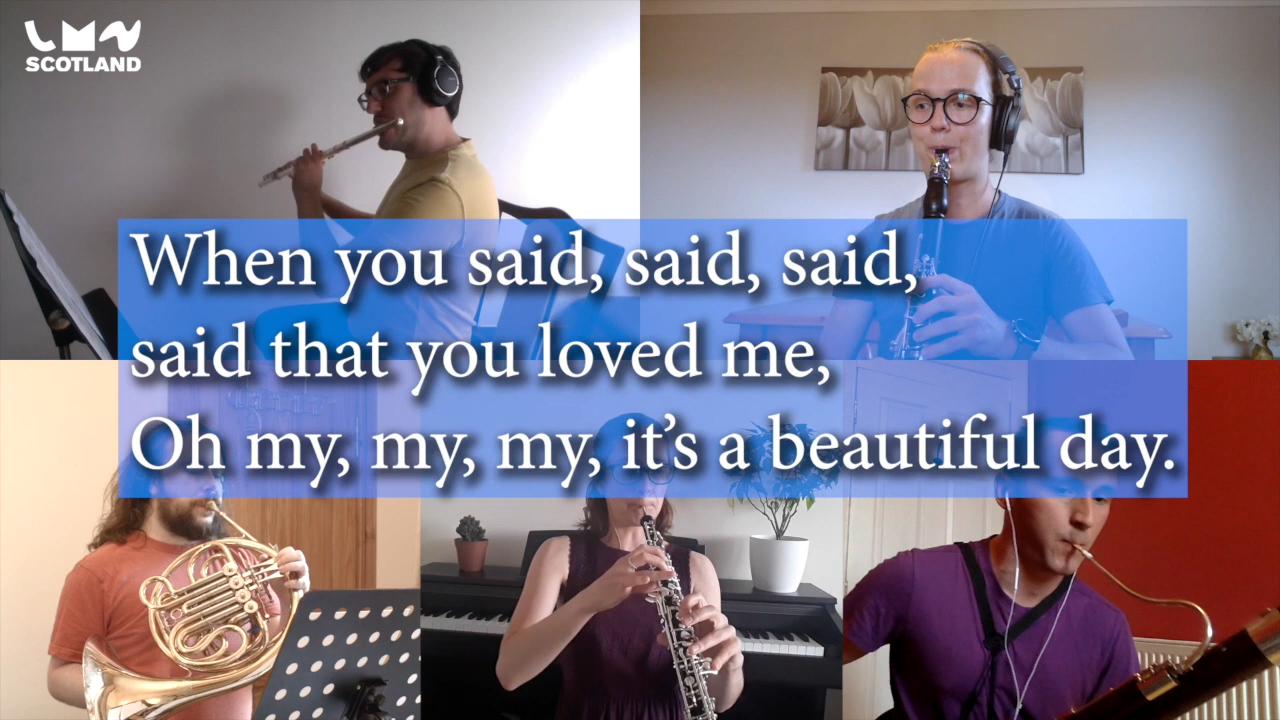 LMN
SCOTLAND
When you said, said, said,
said that you loved me,
Oh my, my, my, it's a beautiful day.